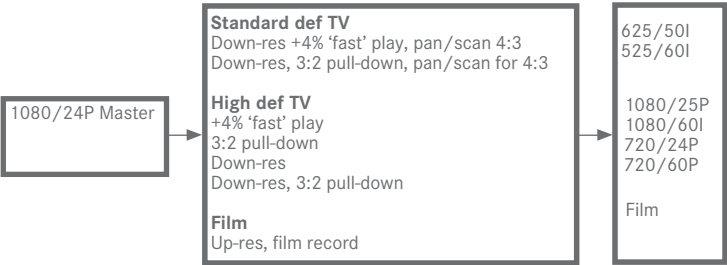 1080/24P Master
Standard def TV
Down-res +4% ‘fast’ play, pan/scan 4:3
Down-res, 3:2 pull-down, pan/scan for 4:3
High def TV
+4% ‘fast’ play
3:2 pull-down
Down-res
Down-res, 3:2 pull-down
Film
Up-res, film record
625/50I
525/60I
1080/25P
1080/60I
720/24P
720/60P
Film